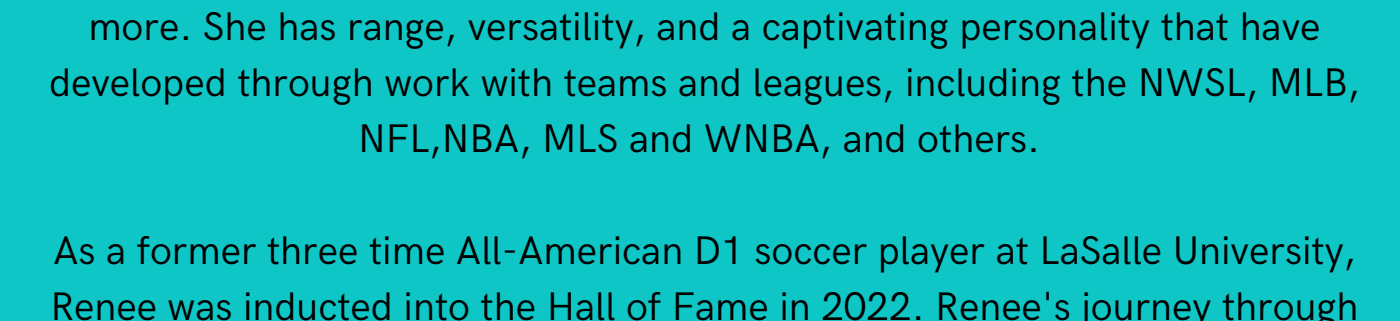 more. She has range, versatility, and a captivating personality that have
developed through work with teams and leagues, including the NWSL, MLB,
NFL,NBA, MLS and WNBA, and others.
As a former three time All-American D1 soccer player at LaSalle University,
Renee was inducted into the Hall of Fame in 2022. Renee's journey through